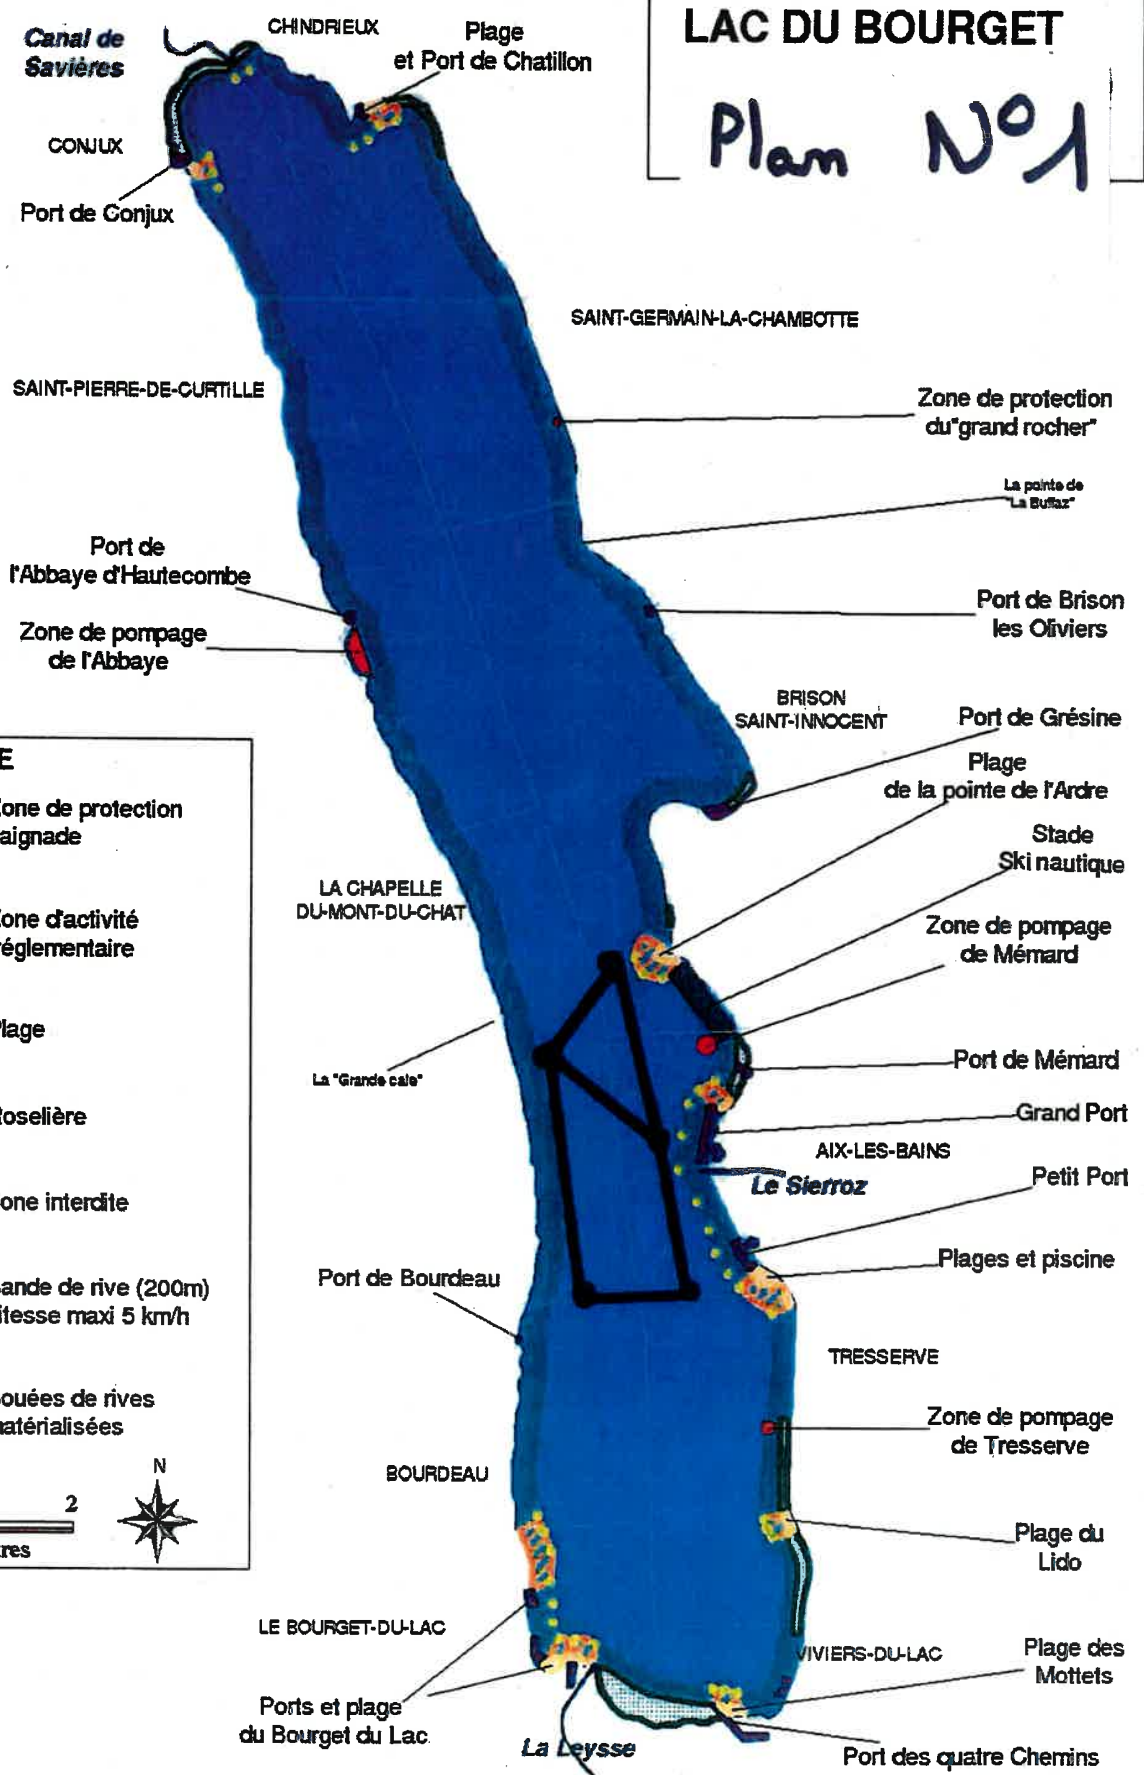 LAC DU BOURGET
Plan N°1
Canal de
Savières
CHINDRIEUX
Plage
et Port de Chatillon
CONJUX
Port de Conjux
SAINT-GERMAIN-LA-CHAMBOTTE
SAINT-PIERRE-DE-CURTILLE
Zone de protection
du "grand rocher"
La pointe de
"La Buffaz"
Port de
l'Abbaye d'Hautecombe
Port de Brison
les Oliviers
Zone de pompage
de l'Abbaye
BRISON
SAINT-INNOCENT
Port de Grésine
Plage
de la pointe de l'Ardre
Stade
Ski nautique
LA CHAPELLE
DU-MONT-DU-CHAT
Zone de pompage
de Mémard
La "Grande cale"
Port de Mémard
Grand Port
AIX-LES-BAINS
Le Sierroz
Petit Port
Plages et piscine
Port de Bourdeau
TRESSERVE
Zone de pompage
de Tresserve
BOURDEAU
Plage du
Lido
LE BOURGET-DU-LAC
VIVIERS-DU-LAC
Plage des
Mottets
Ports et plage
du Bourget du Lac
La Leysse
Port des quatre Chemins
E
one de protection
aignade
one d'activité
réglementaire
lage
oselière
one interdite
ande de rive (200m)
itesse maxi 5 km/h
ouées de rives
matérialisées
N
2
res